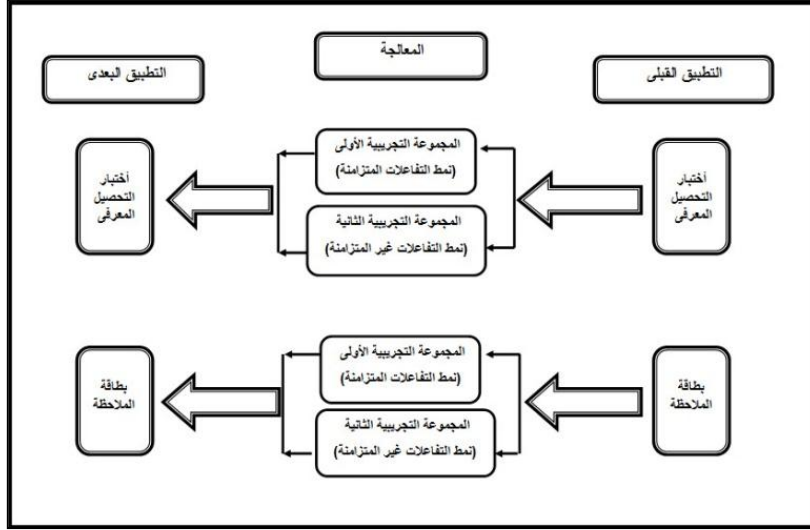 التطبيق القبلى
المعالجة
التطبيق البعدى
أختبار
التحصيل
المعرفى
المجموعة التجريبية الأولى
(نمط التفاعلات المتزامنة)
المجموعة التجريبية الثانية
(نمط التفاعلات غير المتزامنة)
أختبار
التحصيل
المعرفى
بطاقة
الملاحظة
المجموعة التجريبية الأولى
(نمط التفاعلات المتزامنة)
المجموعة التجريبية الثانية
(نمط التفاعلات غير المتزامنة)
بطاقة
الملاحظة